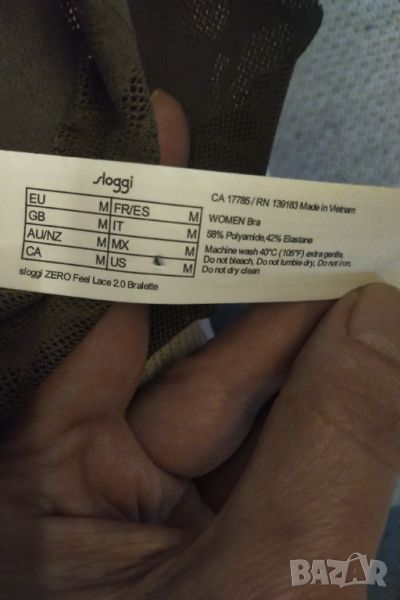 sloggi
EU M FR/ES M
GB M IT M
AU/NZ M MX M
CA M US M
sloggi ZERO Feel Lace 2.0 Bralette
CA 17785 / RN 139183 Made in Vietnam
WOMEN Bra
58% Polyamide,42% Elastane
Machine wash 40°C (105°F) extra gentle.
Do not bleach, Do not tumble dry, Do not iron.
Do not dry clean
BAZAR